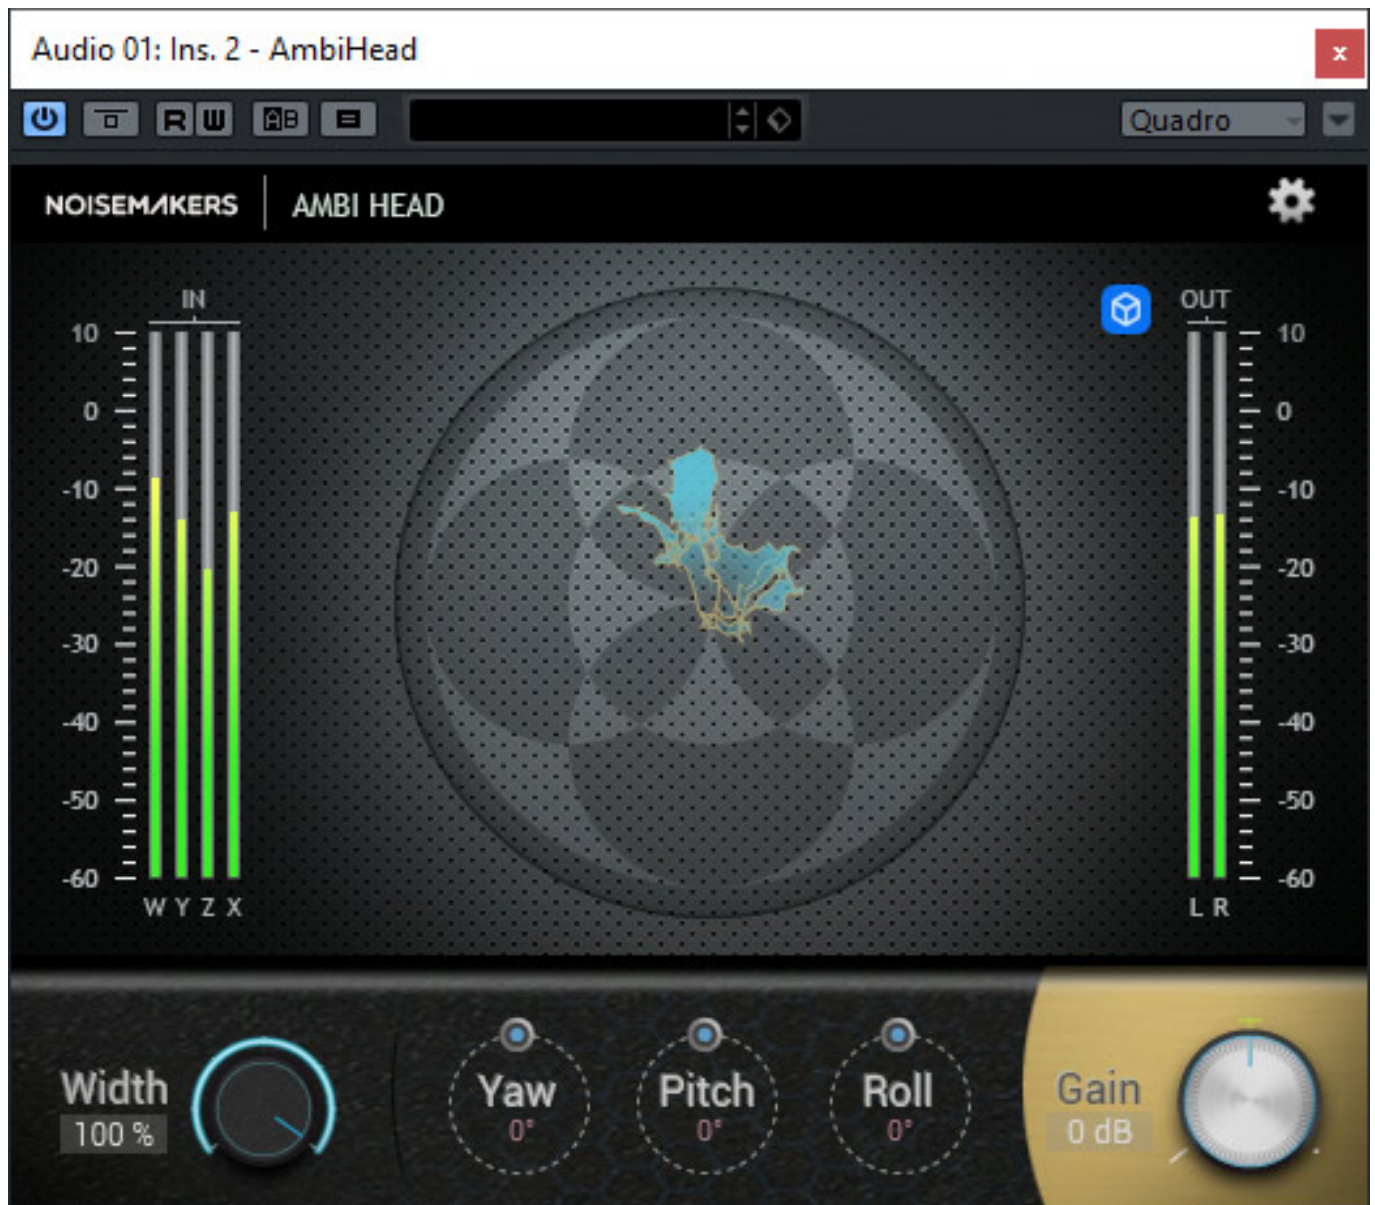 Audio 01: Ins. 2 - AmbiHead x
R W AB Quadro
NOISEMAKERS AMBI HEAD
IN OUT
10 10
0 0
-10 -10
-20 -20
-30 -30
-40 -40
-50 -50
-60 -60
W Y Z X L R
Width Yaw Pitch Roll Gain
100 % 0° 0° 0° 0 dB